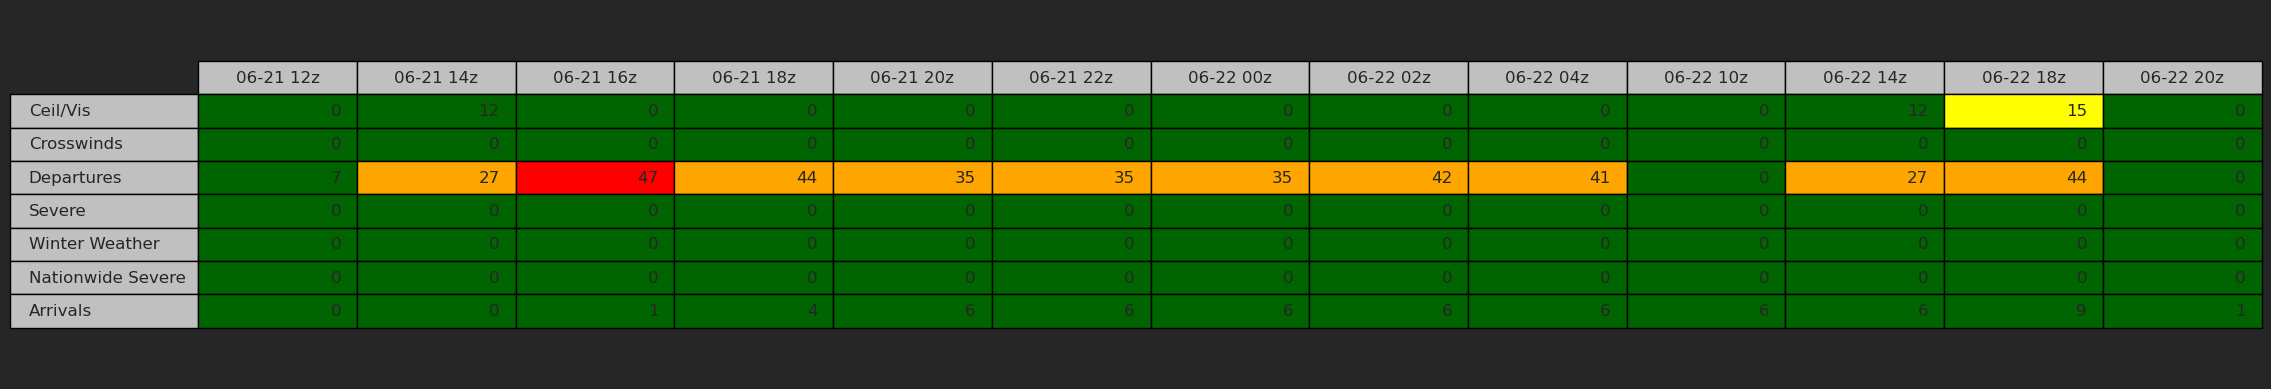 06-21 12z 06-21 14z 06-21 16z 06-21 18z 06-21 20z 06-21 22z 06-22 00z 06-22 02z 06-22 04z 06-22 10z 06-22 14z 06-22 18z 06-22 20z
Ceil/Vis 0 12 0 0 0 0 0 0 0 0 12 15 0
Crosswinds 0 0 0 0 0 0 0 0 0 0 0 0 0
Departures 7 27 47 44 35 35 35 42 41 0 27 44 0
Severe 0 0 0 0 0 0 0 0 0 0 0 0 0
Winter Weather 0 0 0 0 0 0 0 0 0 0 0 0 0
Nationwide Severe 0 0 0 0 0 0 0 0 0 0 0 0 0
Arrivals 0 0 1 4 6 6 6 6 6 6 6 9 1